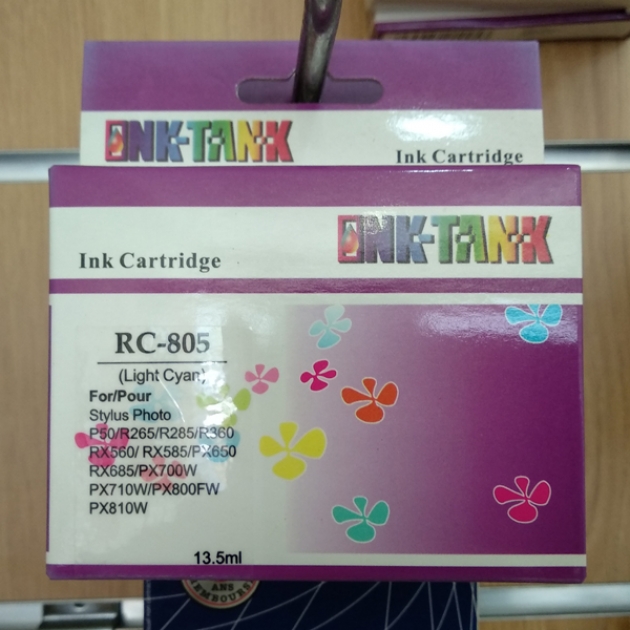 INK-TANK
Ink Cartridge
INK-TANK
Ink Cartridge
RC-805
(Light Cyan)
For/Pour
Stylus Photo
P50/R265/R285/R360
RX560/ RX585/PX650
RX685/PX700W
PX710W/PX800FW
PX810W
13.5ml
ANS